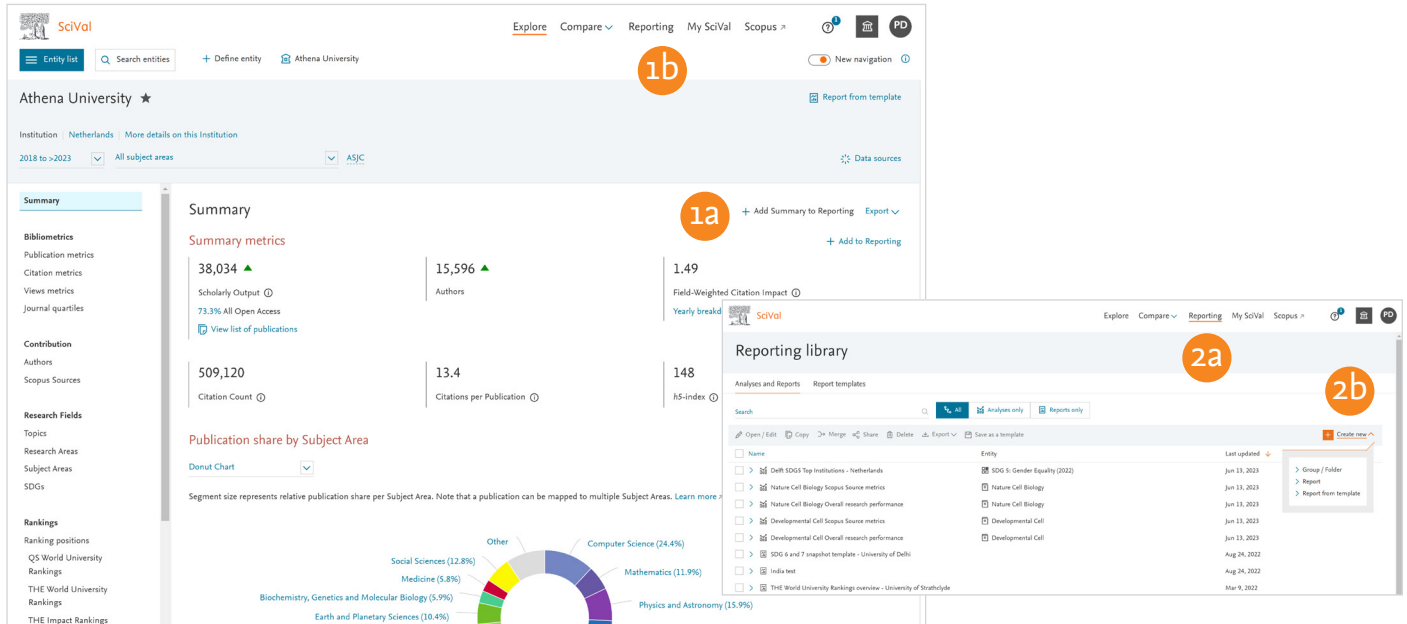 SciVal
Explore Compare Reporting My SciVal Scopus ↗ 1 PD
Entity list Search entities + Define entity Athena University New navigation
1b
Athena University ★ Report from template
Institution | Netherlands | More details on this Institution
2018 to >2023 All subject areas ASJC Data sources
Summary
Bibliometrics
Publication metrics
Citation metrics
Views metrics
Journal quartiles
Contribution
Authors
Scopus Sources
Research Fields
Topics
Research Areas
Subject Areas
SDGs
Rankings
Ranking positions
QS World University
Rankings
THE World University
Rankings
THE Impact Rankings
Summary
1a
+ Add Summary to Reporting Export
Summary metrics + Add to Reporting
38,034 ▲ 15,596 ▲ 1.49
Scholarly Output Authors Field-Weighted Citation Impact
73.3% All Open Access Yearly breakd
View list of publications
509,120 13.4 148
Citation Count Citations per Publication h5-index
Publication share by Subject Area
Donut Chart
Segment size represents relative publication share per Subject Area. Note that a publication can be mapped to multiple Subject Areas. Learn more ↗
Other
Computer Science (24.4%)
Social Sciences (12.8%)
Mathematics (11.9%)
Medicine (5.8%)
Biochemistry, Genetics and Molecular Biology (5.9%)
Physics and Astronomy (15.9%)
Earth and Planetary Sciences (10.4%)
SciVal
Explore Compare Reporting My SciVal Scopus ↗ PD
Reporting library
2a
Analyses and Reports Report templates
2b
Search All Analyses only Reports only
Open / Edit Copy Merge Share Delete Export Save as a template + Create new
Name Entity Last updated ↓
Delft SDG5 Top Institutions - Netherlands SDG 5: Gender Equality (2022) Jun 13, 2023
Nature Cell Biology Scopus Source metrics Nature Cell Biology Jun 13, 2023
Nature Cell Biology Overall research performance Nature Cell Biology Jun 13, 2023
Developmental Cell Scopus Source metrics Developmental Cell Jun 13, 2023
Developmental Cell Overall research performance Developmental Cell Jun 13, 2023
SDG 6 and 7 snapshot template - University of Delhi Aug 24, 2022
India test Aug 24, 2022
THE World University Rankings overview - University of Strathclyde Mar 9, 2022
> Group / Folder
> Report
> Report from template